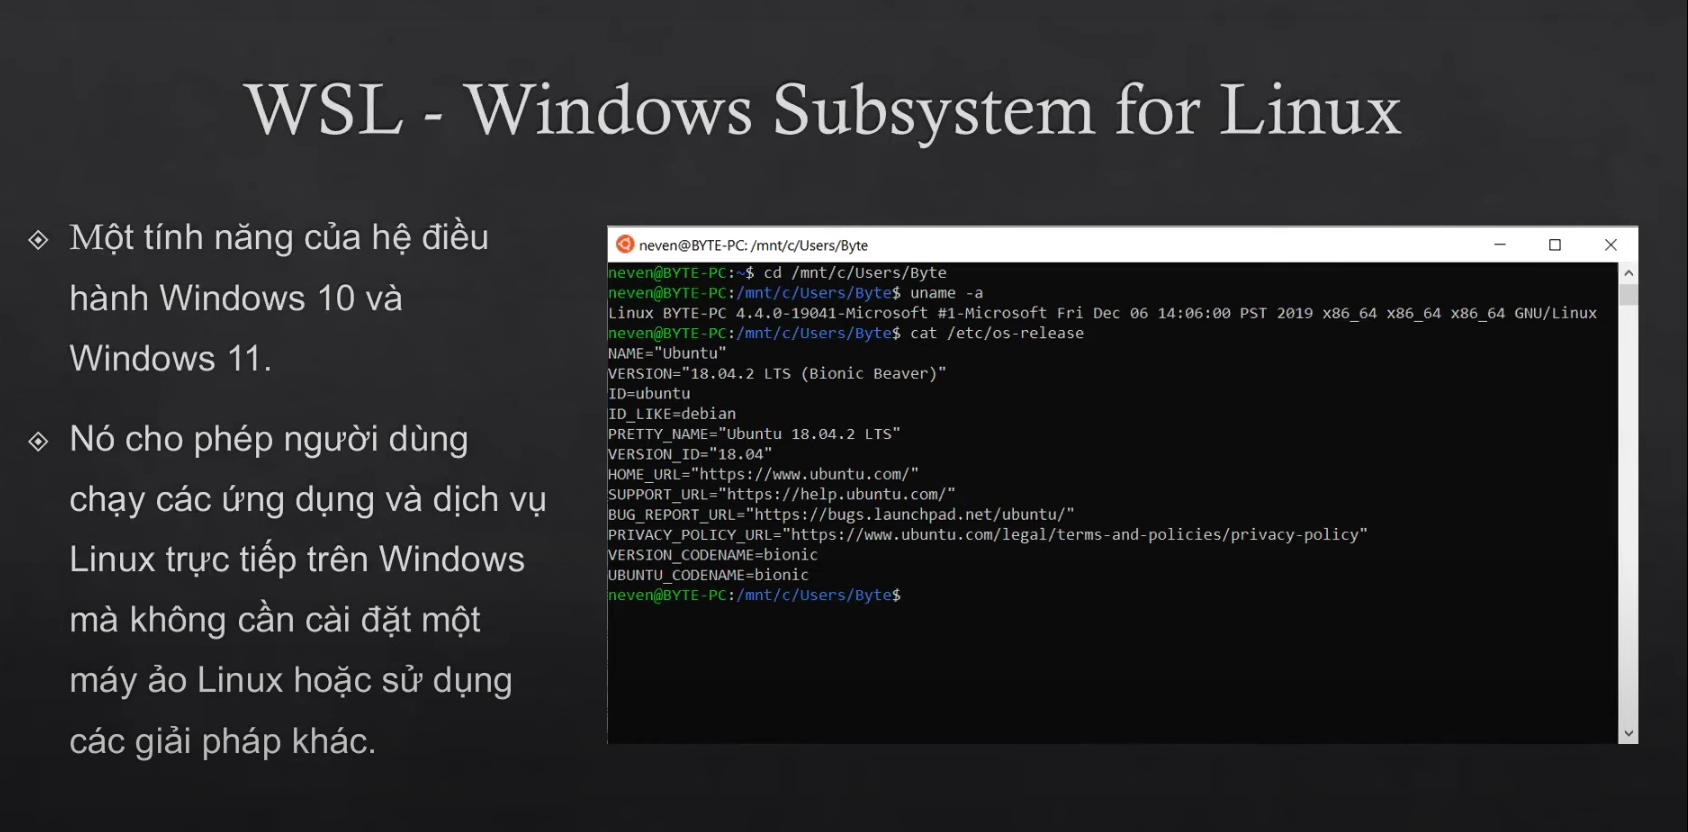 WSL - Windows Subsystem for Linux
Một tính năng của hệ điều
hành Windows 10 và
Windows 11.
Nó cho phép người dùng
chạy các ứng dụng và dịch vụ
Linux trực tiếp trên Windows
mà không cần cài đặt một
máy ảo Linux hoặc sử dụng
các giải pháp khác.
neven@BYTE-PC: /mnt/c/Users/Byte
neven@BYTE-PC:~$ cd /mnt/c/Users/Byte
neven@BYTE-PC:/mnt/c/Users/Byte$ uname -a
Linux BYTE-PC 4.4.0-19041-Microsoft #1-Microsoft Fri Dec 06 14:06:00 PST 2019 x86_64 x86_64 x86_64 GNU/Linux
neven@BYTE-PC:/mnt/c/Users/Byte$ cat /etc/os-release
NAME="Ubuntu"
VERSION="18.04.2 LTS (Bionic Beaver)"
ID=ubuntu
ID_LIKE=debian
PRETTY_NAME="Ubuntu 18.04.2 LTS"
VERSION_ID="18.04"
HOME_URL="https://www.ubuntu.com/"
SUPPORT_URL="https://help.ubuntu.com/"
BUG_REPORT_URL="https://bugs.launchpad.net/ubuntu/"
PRIVACY_POLICY_URL="https://www.ubuntu.com/legal/terms-and-policies/privacy-policy"
VERSION_CODENAME=bionic
UBUNTU_CODENAME=bionic
neven@BYTE-PC:/mnt/c/Users/Byte$